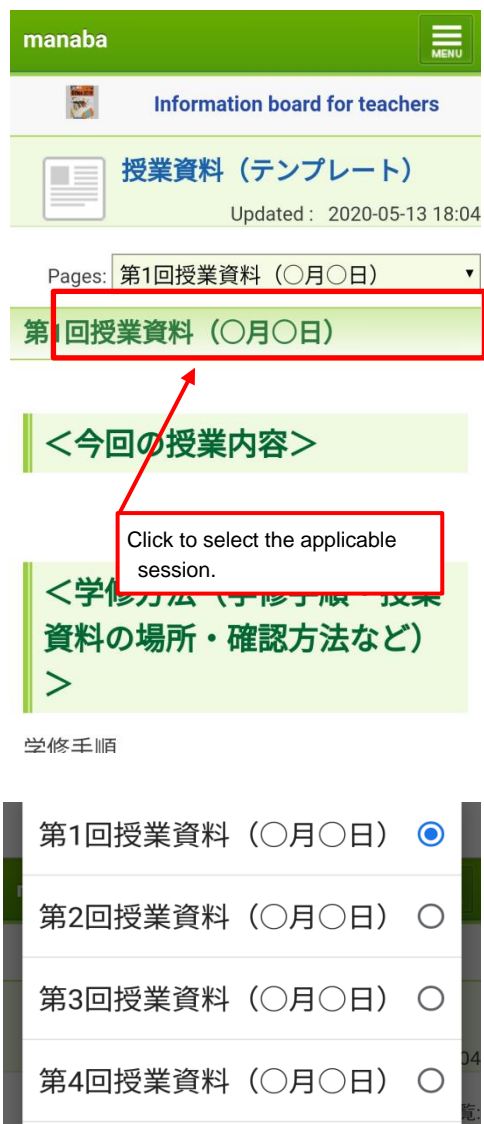 manaba
MENU
Information board for teachers
授業資料（テンプレート）
Updated : 2020-05-13 18:04
Pages: 第1回授業資料（○月○日）
第1回授業資料（○月○日）
＜今回の授業内容＞
Click to select the applicable
session.
＜学修方法（学修手順・授業
資料の場所・確認方法など）
＞
学修手順
第1回授業資料（○月○日）
第2回授業資料（○月○日）
第3回授業資料（○月○日）
04
第4回授業資料（○月○日）
覧: